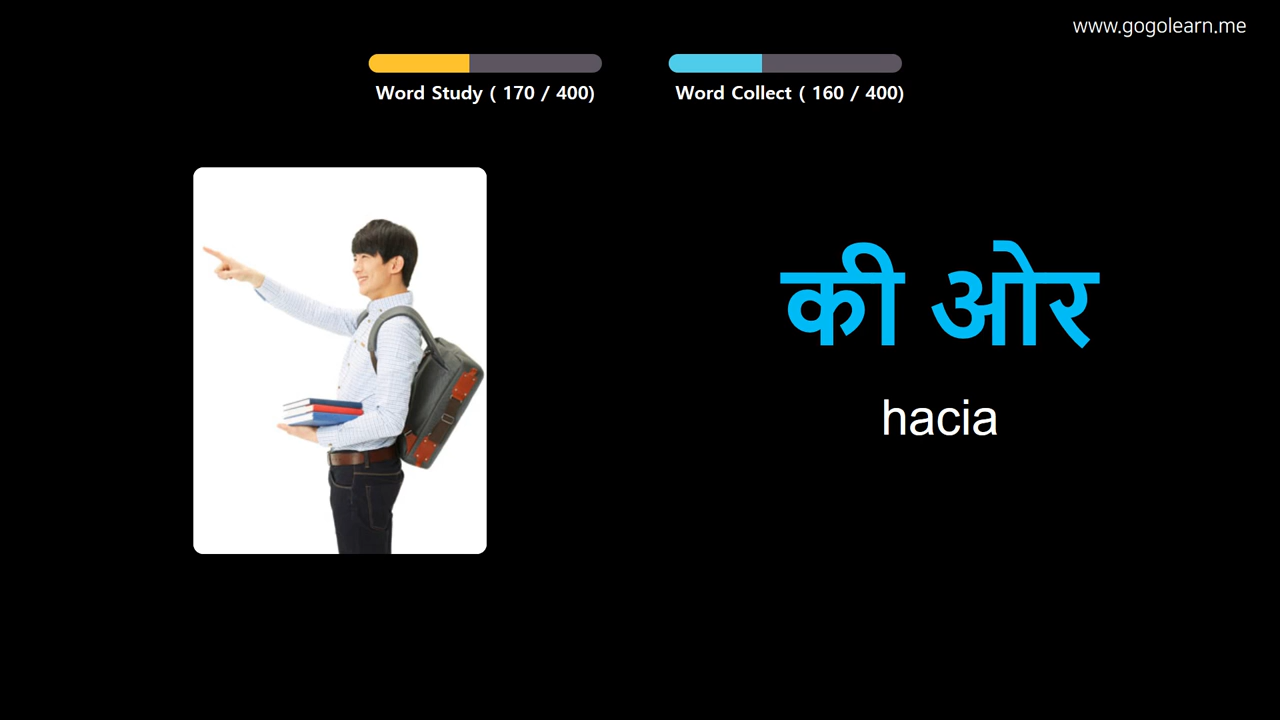 www.gogolearn.me
Word Study ( 170 / 400)
Word Collect ( 160 / 400)
की ओर
hacia